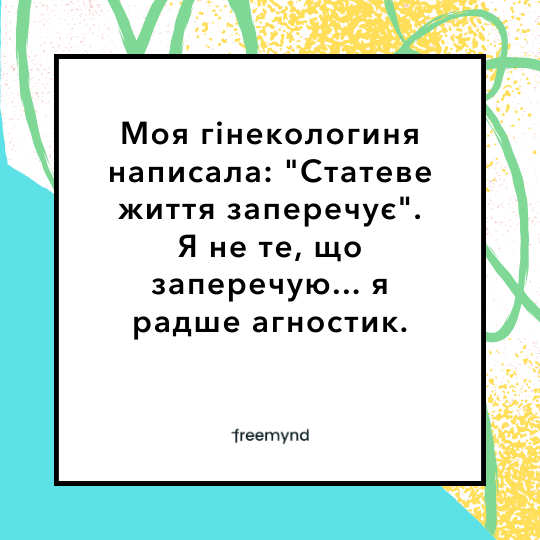 Моя гінекологиня
написала: "Статеве
життя заперечує".
Я не те, що
заперечую... я
радше агностик.
freemynd